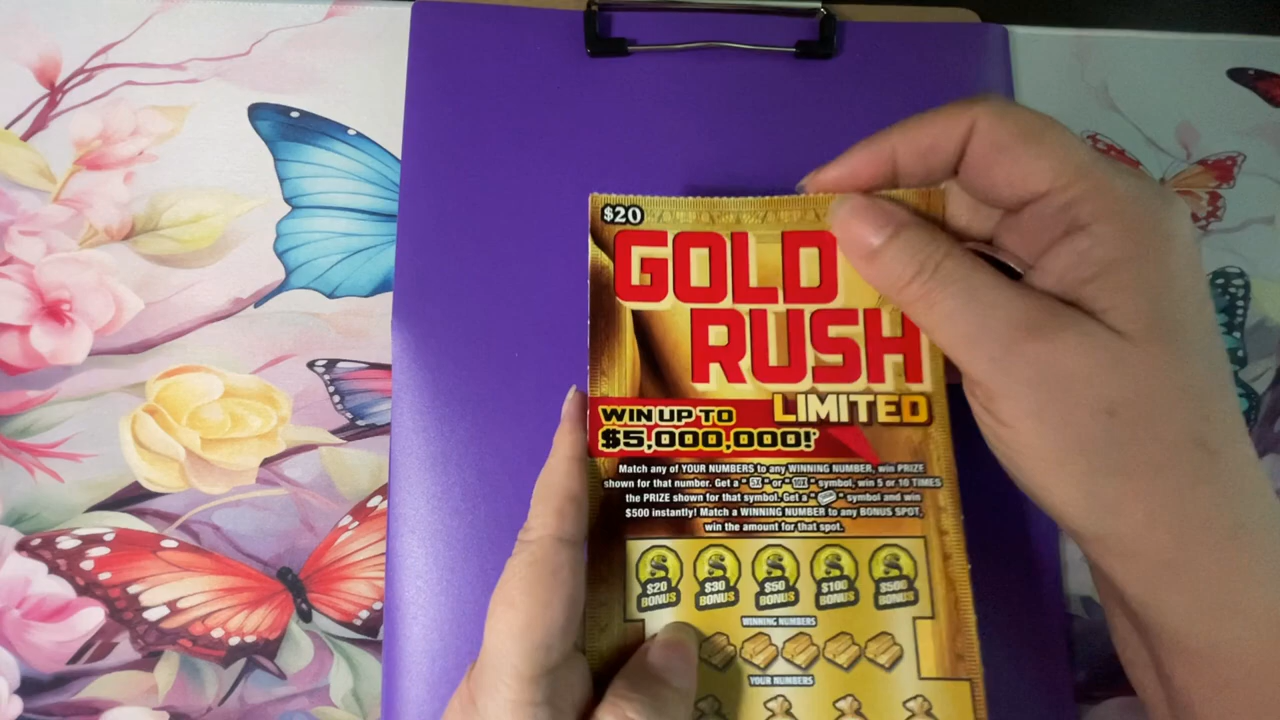 $20
GOLD
RUSH
LIMITED
WIN UP TO
$5,000,000!
Match any of YOUR NUMBERS to any WINNING NUMBER, win PRIZE
shown for that number. Get a "5X" or "10X" symbol, win 5 or 10 TIMES
the PRIZE shown for that symbol. Get a " " symbol and win
$500 instantly! Match a WINNING NUMBER to any BONUS SPOT,
win the amount for that spot.
$20 $30 $50 $100 $500
BONUS BONUS BONUS BONUS BONUS
WINNING NUMBERS
YOUR NUMBERS